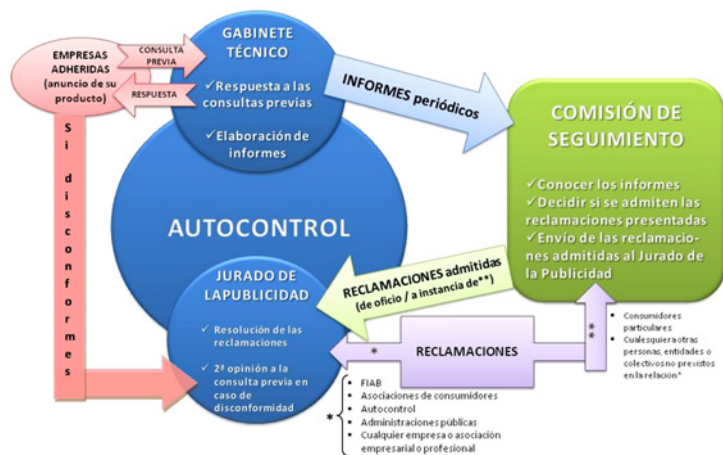 EMPRESAS
ADHERIDAS
(anuncio de su
producto)
CONSULTA
PREVIA
RESPUESTA
GABINETE
TÉCNICO
✓Respuesta a las
consultas previas
✓Elaboración de
informes
INFORMES periódicos
COMISIÓN DE
SEGUIMIENTO
✓Conocer los informes
✓Decidir si se admiten las
reclamaciones presentadas
✓Envío de las reclamacio-
nes admitidas al Jurado de
la Publicidad
Si disconformes
AUTOCONTROL
RECLAMACIONES admitidas
(de oficio / a instancia de**)
JURADO DE
LAPUBLICIDAD
✓ Resolución de las
reclamaciones
✓ 2ª opinión a la
consulta previa en
caso de
disconformidad
*
RECLAMACIONES
**
▪ Consumidores
particulares
▪ Cualesquiera otras
personas, entidades o
colectivos no previstos
en la relación*
*
▪ FIAB
▪ Asociaciones de consumidores
▪ Autocontrol
▪ Administraciones públicas
▪ Cualquier empresa o asociación
empresarial o profesional